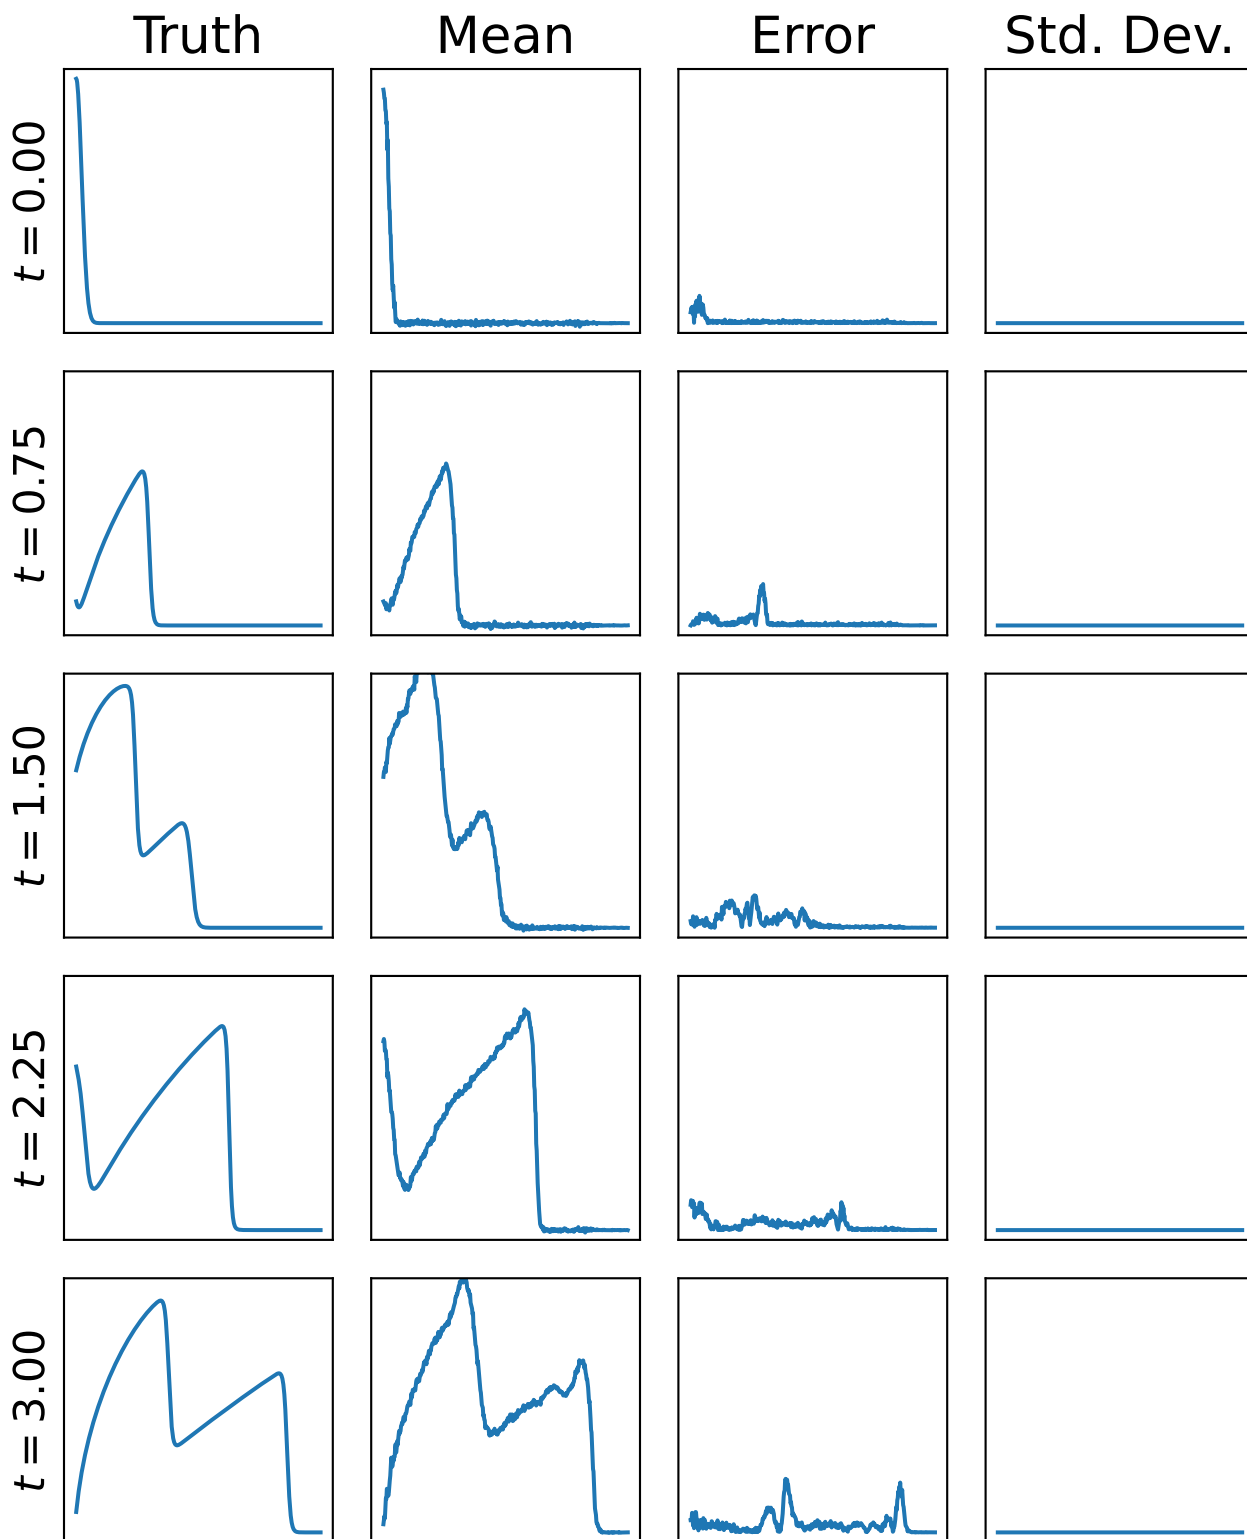 Truth Mean Error Std. Dev.
t = 0.00
t = 0.75
t = 1.50
t = 2.25
t = 3.00